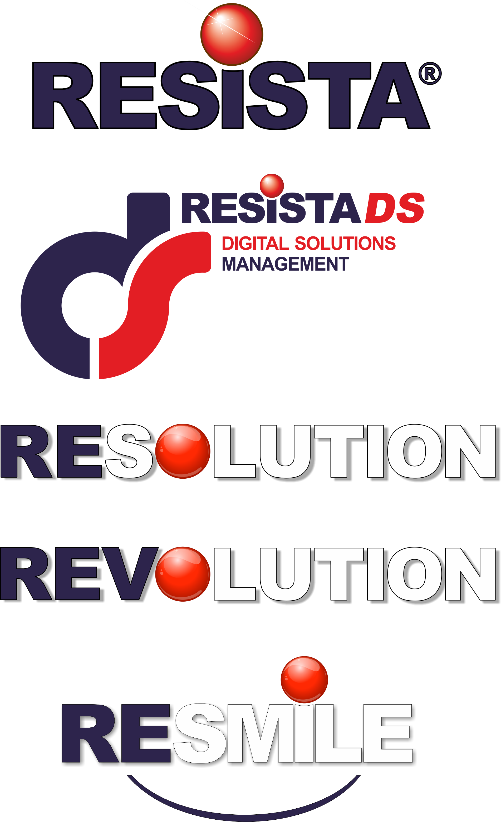 RESiSTA®
RESiSTADS
DIGITAL SOLUTIONS
MANAGEMENT
RESOLUTION
REVOLUTION
RESMiLE